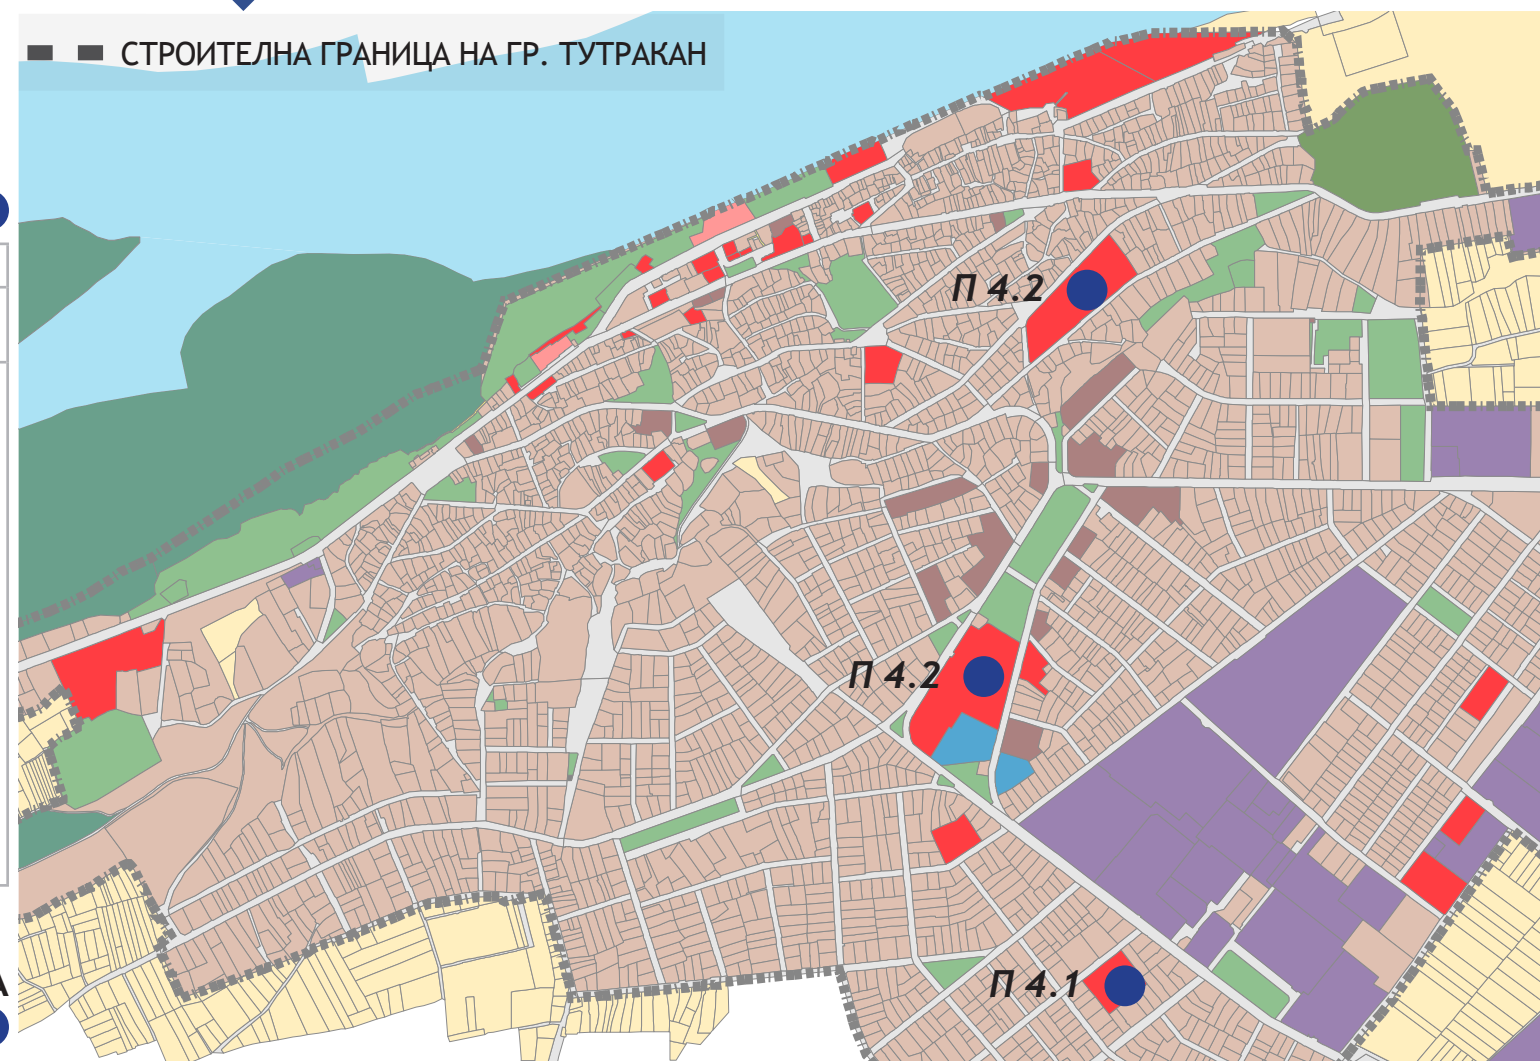 СТРОИТЕЛНА ГРАНИЦА НА ГР. ТУТРАКАН
П 4.2
П 4.2
П 4.1
А